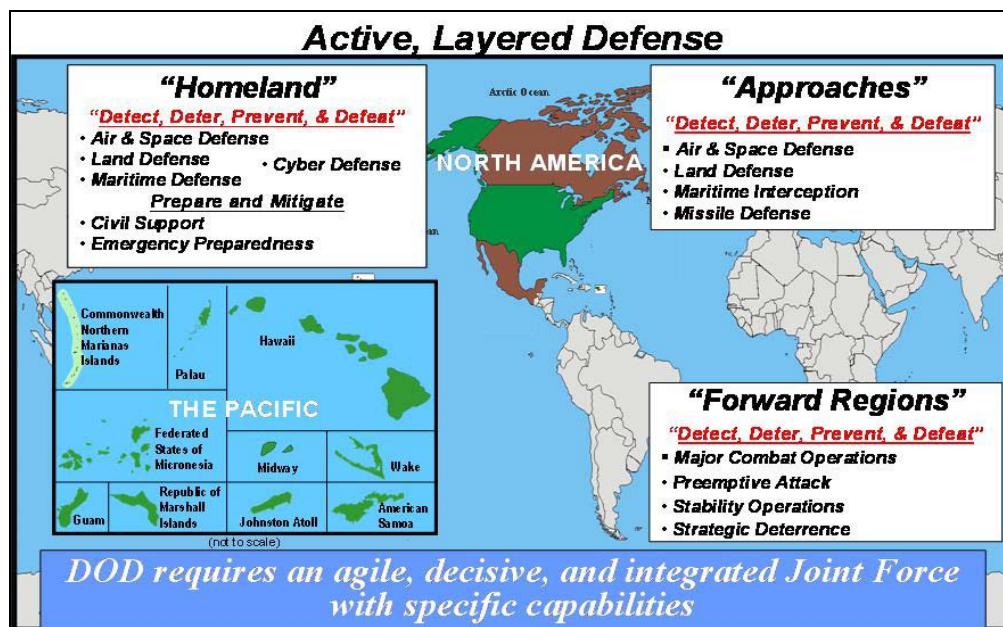 Active, Layered Defense
"Homeland"
"Detect, Deter, Prevent, & Defeat"
• Air & Space Defense
• Land Defense
• Cyber Defense
• Maritime Defense
Prepare and Mitigate
• Civil Support
• Emergency Preparedness
Arctic Ocean
NORTH AMERICA
"Approaches"
"Detect, Deter, Prevent, & Defeat"
▪ Air & Space Defense
• Land Defense
• Maritime Interception
• Missile Defense
Commonwealth
Northern
Marianas
Islands
Palau
Hawaii
THE PACIFIC
Federated
States of
Micronesia
Midway
Wake
Guam
Republic of
Marshall
Islands
Johnston Atoll
American
Samoa
(not to scale)
"Forward Regions"
"Detect, Deter, Prevent, & Defeat"
▪ Major Combat Operations
• Preemptive Attack
• Stability Operations
• Strategic Deterrence
DOD requires an agile, decisive, and integrated Joint Force
with specific capabilities